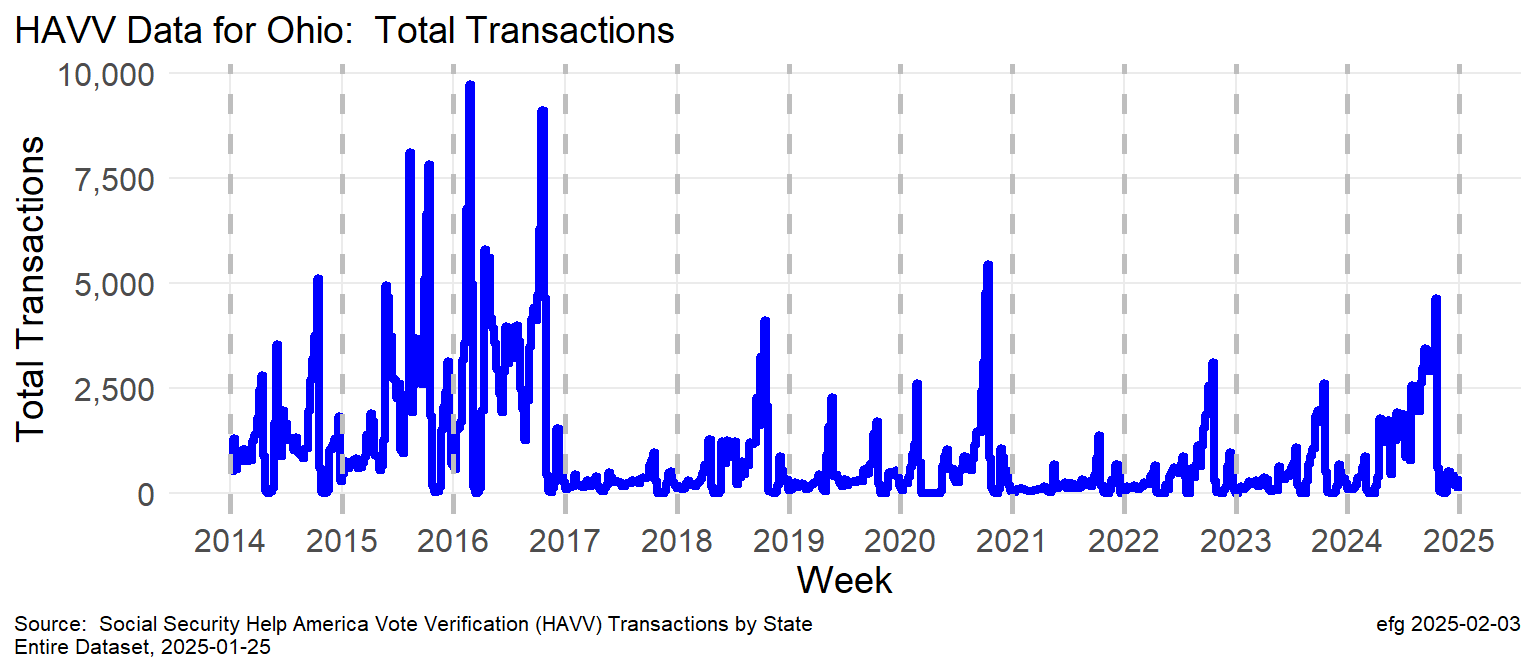 HAVV Data for Ohio:  Total Transactions
Total Transactions
10,000
7,500
5,000
2,500
0
2014 2015 2016 2017 2018 2019 2020 2021 2022 2023 2024 2025
Week
Source:  Social Security Help America Vote Verification (HAVV) Transactions by State
Entire Dataset, 2025-01-25
efg 2025-02-03